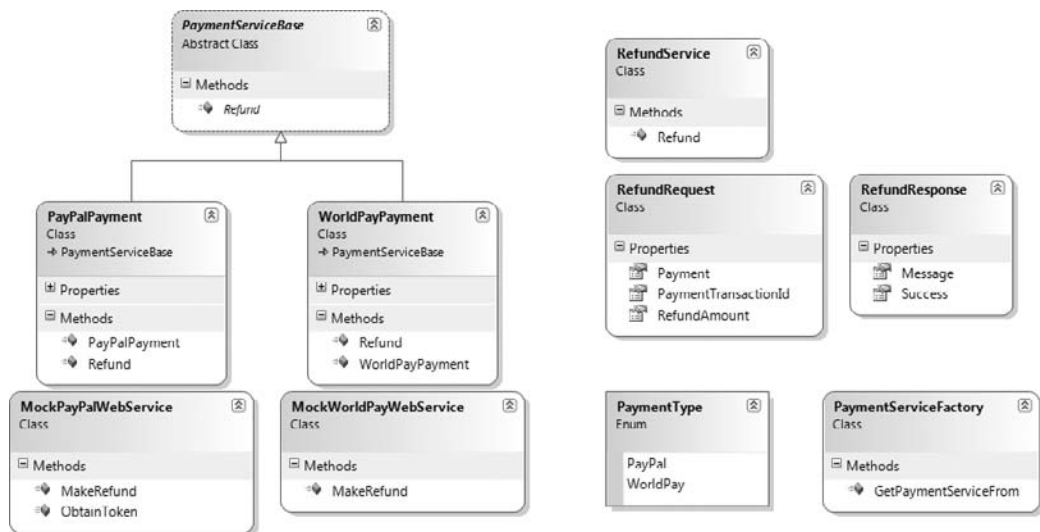 PaymentServiceBase
Abstract Class
Methods
Refund
RefundService
Class
Methods
Refund
PayPalPayment
Class
PaymentServiceBase
Properties
Methods
PayPalPayment
Refund
WorldPayPayment
Class
PaymentServiceBase
Properties
Methods
Refund
WorldPayPayment
RefundRequest
Class
Properties
Payment
PaymentTransactionId
RefundAmount
RefundResponse
Class
Properties
Message
Success
MockPayPalWebService
Class
Methods
MakeRefund
ObtainToken
MockWorldPayWebService
Class
Methods
MakeRefund
PaymentType
Enum
PayPal
WorldPay
PaymentServiceFactory
Class
Methods
GetPaymentServiceFrom